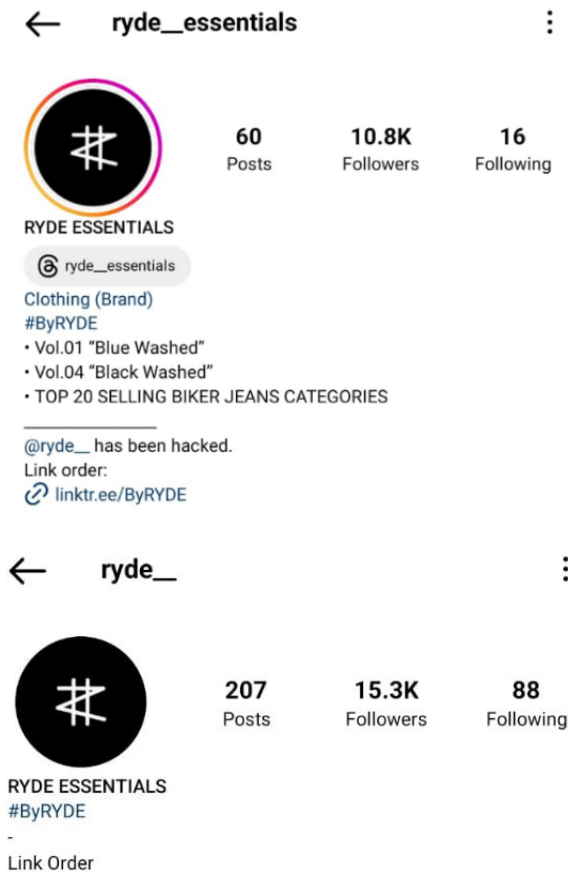 ryde__essentials
60 10.8K 16
Posts Followers Following
RYDE ESSENTIALS
ryde__essentials
Clothing (Brand)
#ByRYDE
• Vol.01 “Blue Washed”
• Vol.04 “Black Washed”
• TOP 20 SELLING BIKER JEANS CATEGORIES
@ryde__ has been hacked.
Link order:
linktr.ee/ByRYDE
ryde__
207 15.3K 88
Posts Followers Following
RYDE ESSENTIALS
#ByRYDE
-
Link Order